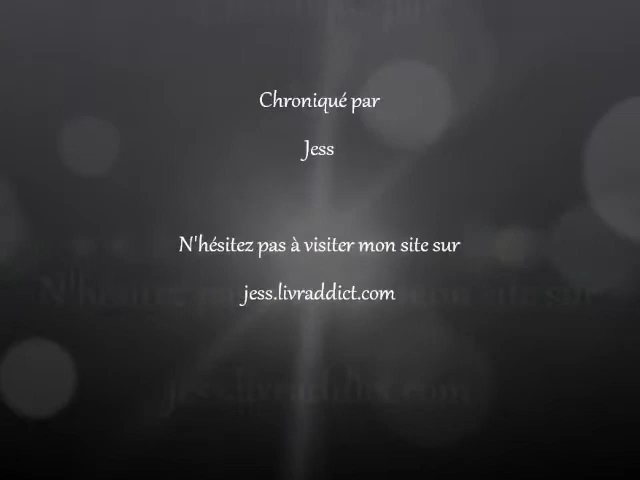 Chroniqué par
Jess
N'hésitez pas à visiter mon site sur
jess.livraddict.com